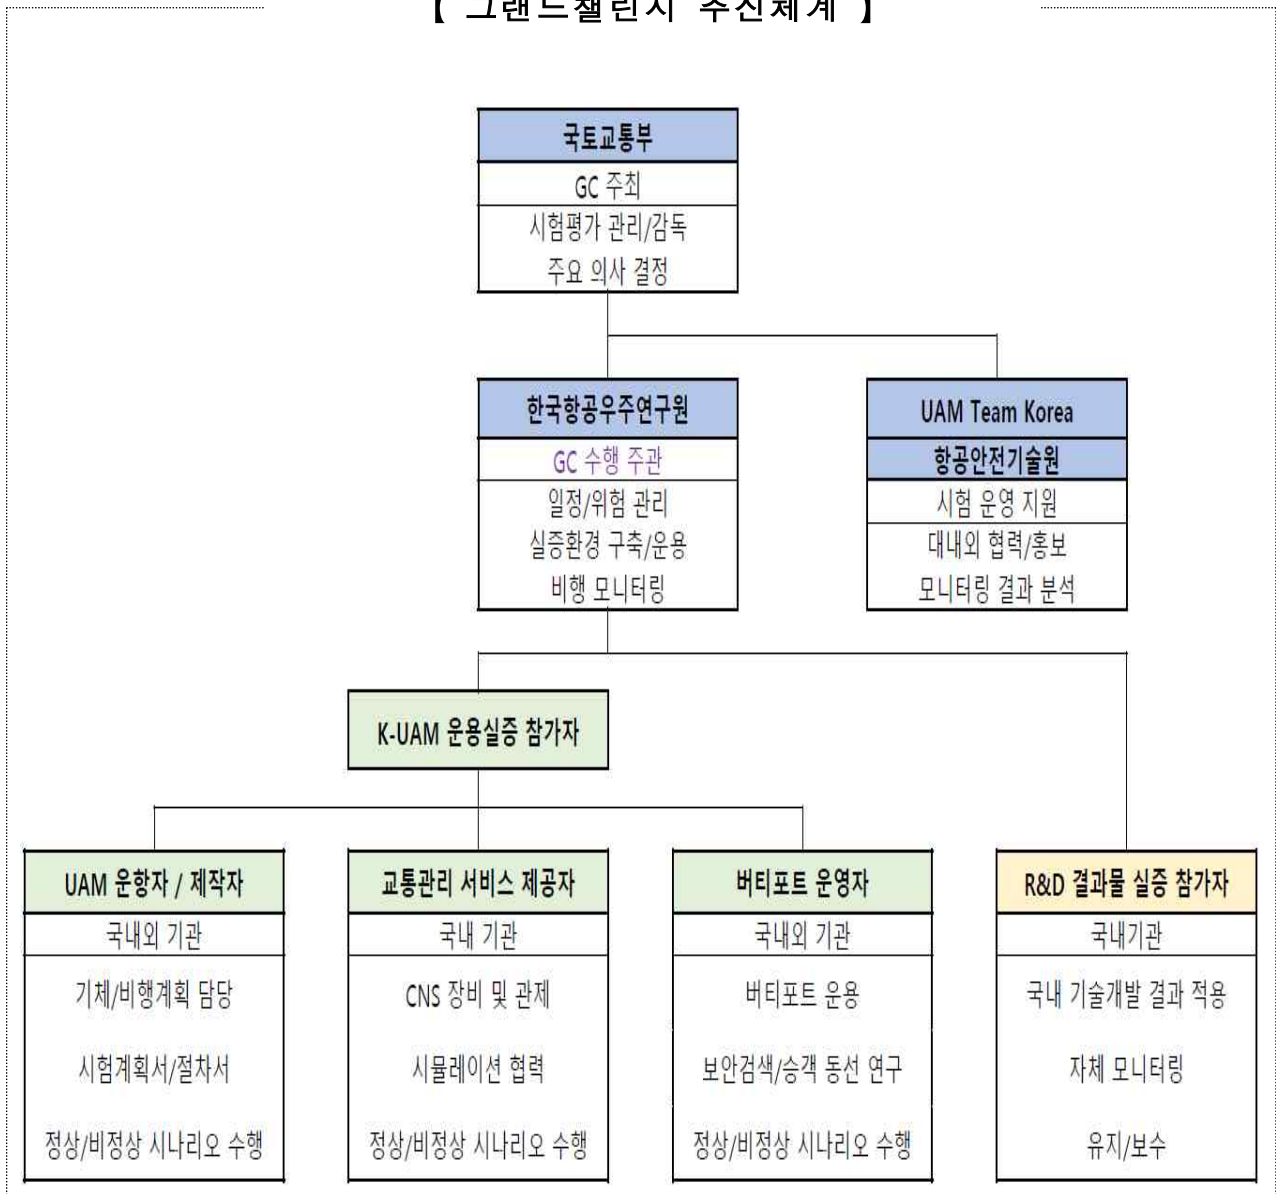 【 그랜드챌린지 추진체계 】
국토교통부
GC 주최
시험평가 관리/감독
주요 의사 결정
한국항공우주연구원
GC 수행 주관
일정/위험 관리
실증환경 구축/운용
비행 모니터링
UAM Team Korea
항공안전기술원
시험 운영 지원
대내외 협력/홍보
모니터링 결과 분석
K-UAM 운용실증 참가자
UAM 운항자 / 제작자
국내외 기관
기체/비행계획 담당
시험계획서/절차서
정상/비정상 시나리오 수행
교통관리 서비스 제공자
국내 기관
CNS 장비 및 관제
시뮬레이션 협력
정상/비정상 시나리오 수행
버티포트 운영자
국내외 기관
버티포트 운용
보안검색/승객 동선 연구
정상/비정상 시나리오 수행
R&D 결과물 실증 참가자
국내기관
국내 기술개발 결과 적용
자체 모니터링
유지/보수